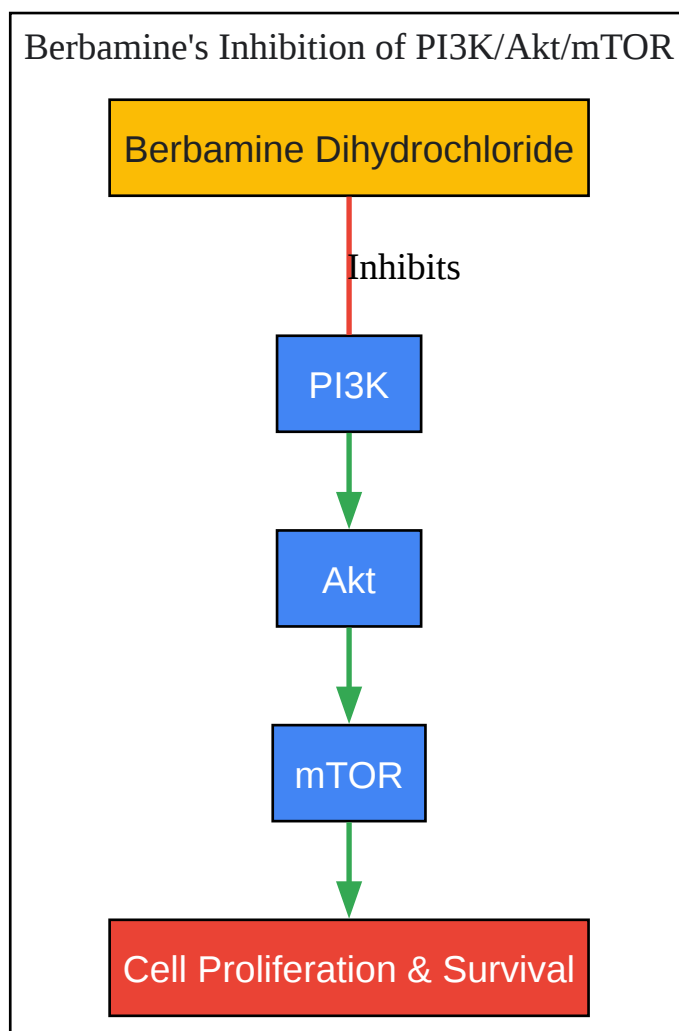 Berbamine's Inhibition of PI3K/Akt/mTOR
Berbamine Dihydrochloride
Inhibits
PI3K
Akt
mTOR
Cell Proliferation & Survival